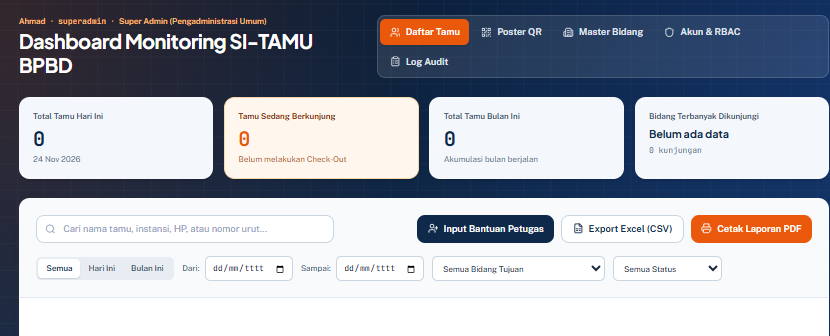 Ahmad · superadmin · Super Admin (Pengadministrasi Umum)
Dashboard Monitoring SI-TAMU
BPBD
Daftar Tamu
Poster QR
Master Bidang
Akun & RBAC
Log Audit
Total Tamu Hari Ini
0
24 Nov 2026
Tamu Sedang Berkunjung
0
Belum melakukan Check-Out
Total Tamu Bulan Ini
0
Akumulasi bulan berjalan
Bidang Terbanyak Dikunjungi
Belum ada data
0 kunjungan
Cari nama tamu, instansi, HP, atau nomor urut...
Input Bantuan Petugas
Export Excel (CSV)
Cetak Laporan PDF
Semua
Hari Ini
Bulan Ini
Dari:
dd/mm/tttt
Sampai:
dd/mm/tttt
Semua Bidang Tujuan
Semua Status